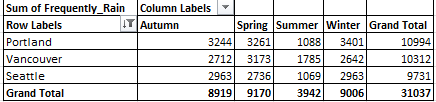 Sum of Frequently_Rain Column Labels
Row Labels Autumn Spring Summer Winter Grand Total
Portland 3244 3261 1088 3401 10994
Vancouver 2712 3173 1785 2642 10312
Seattle 2963 2736 1069 2963 9731
Grand Total 8919 9170 3942 9006 31037